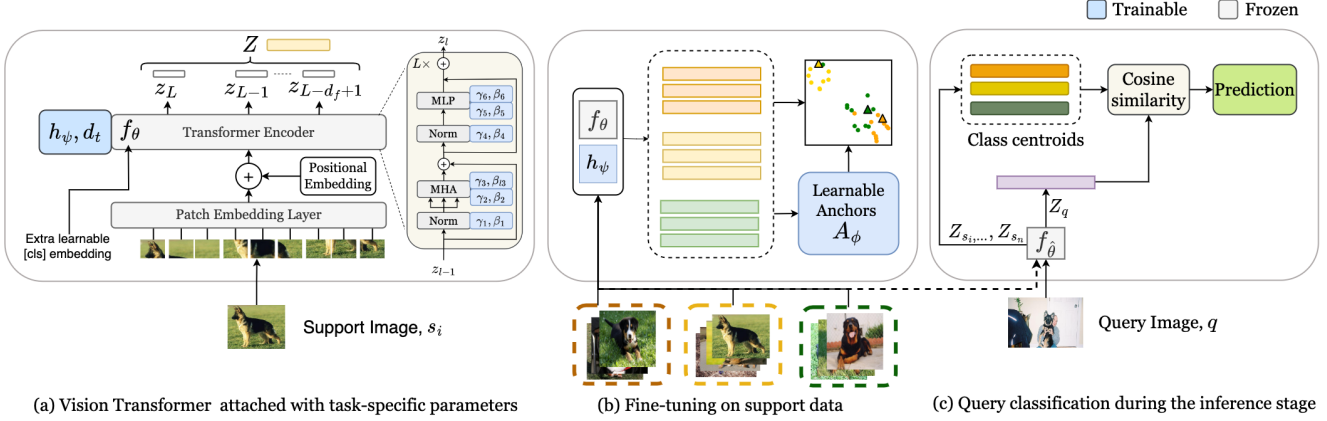 Trainable
Frozen
Z
z_L
z_{L-1}
z_{L-d_f+1}
h_ψ, d_t
f_θ
Transformer Encoder
Positional
Embedding
+
Patch Embedding Layer
Extra learnable
[cls] embedding
Support Image, s_i
z_l
L×
+
MLP
γ_6, β_6
γ_5, β_5
Norm
γ_4, β_4
+
MHA
γ_3, β_{l3}
γ_2, β_2
Norm
γ_1, β_1
z_{l-1}
(a) Vision Transformer attached with task-specific parameters
f_θ
h_ψ
Learnable
Anchors
A_ϕ
(b) Fine-tuning on support data
Class centroids
Cosine
similarity
Prediction
Z_q
Z_{s_i,...}, Z_{s_n}
f_θ̂
Query Image, q
(c) Query classification during the inference stage